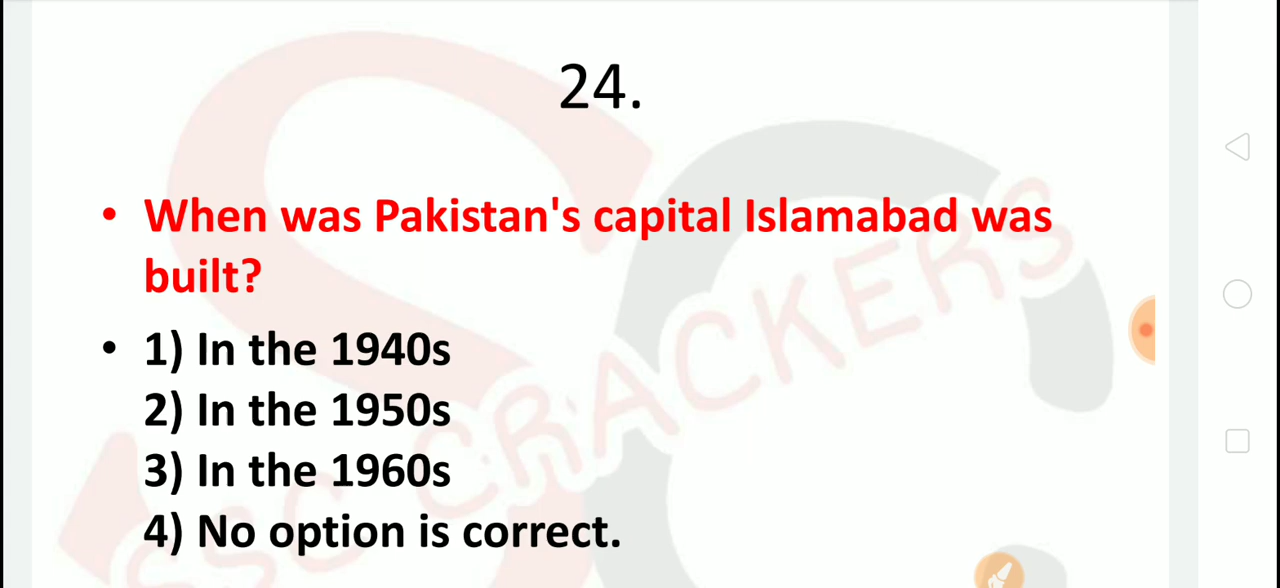 24.
• When was Pakistan's capital Islamabad was
built?
• 1) In the 1940s
2) In the 1950s
3) In the 1960s
4) No option is correct.
SSC CRACKERS